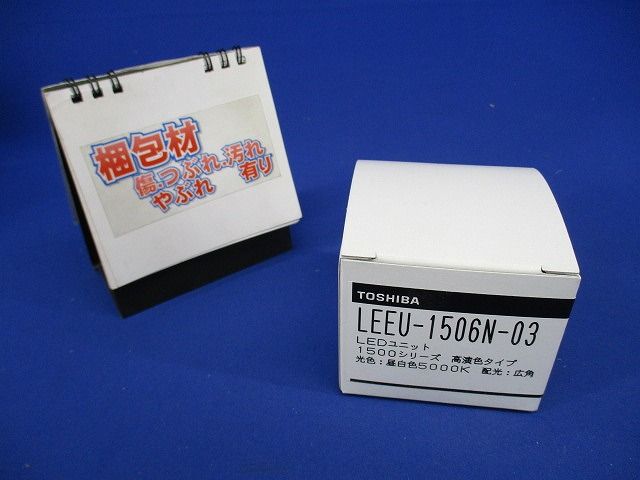 梱包材
傷.つぶれ.汚れ
やぶれ 有り
TOSHIBA
LEEU-1506N-03
LEDユニット
1500シリーズ 高演色タイプ
光色：昼白色5000K 配光：広角